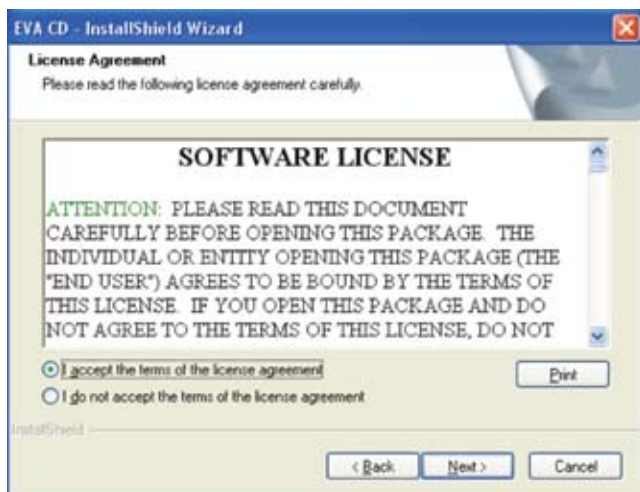 EVA CD - InstallShield Wizard
License Agreement
Please read the following license agreement carefully.
SOFTWARE LICENSE
ATTENTION: PLEASE READ THIS DOCUMENT
CAREFULLY BEFORE OPENING THIS PACKAGE. THE
INDIVIDUAL OR ENTITY OPENING THIS PACKAGE (THE
"END USER") AGREES TO BE BOUND BY THE TERMS OF
THIS LICENSE. IF YOU OPEN THIS PACKAGE AND DO
NOT AGREE TO THE TERMS OF THIS LICENSE, DO NOT
I accept the terms of the license agreement
Print
I do not accept the terms of the license agreement
InstallShield
< Back Next > Cancel